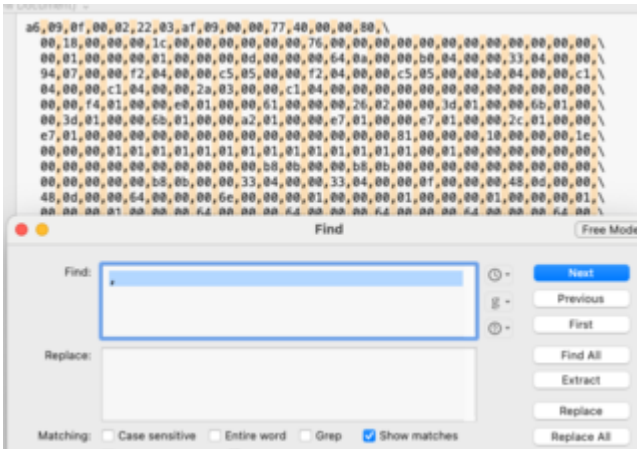 Document)
a6,09,0f,00,02,22,03,af,09,00,00,77,40,00,00,80,\
00,18,00,00,00,1c,00,00,00,00,00,00,00,76,00,00,00,00,00,00,00,00,00,00,00,\
00,01,00,00,00,01,00,00,00,0d,00,00,00,64,0a,00,00,b0,04,00,00,33,04,00,00,\
94,07,00,00,f2,04,00,00,c5,05,00,00,f2,04,00,00,c5,05,00,00,b0,04,00,00,c1,\
04,00,00,c1,04,00,00,2a,03,00,00,c1,04,00,00,00,00,00,00,00,00,00,00,00,00,\
00,00,f4,01,00,00,e0,01,00,00,61,00,00,00,26,02,00,00,3d,01,00,00,6b,01,00,\
00,3d,01,00,00,6b,01,00,00,a2,01,00,00,e7,01,00,00,e7,01,00,00,2c,01,00,00,\
e7,01,00,00,00,00,00,00,00,00,00,00,00,00,00,00,81,00,00,00,10,00,00,00,1e,\
00,00,00,01,01,01,01,01,01,01,01,01,01,01,01,01,01,00,01,00,00,00,00,00,00,\
00,00,00,00,00,00,00,00,00,00,00,b8,0b,00,00,b8,0b,00,00,00,00,00,00,00,00,\
00,00,00,00,00,b8,0b,00,00,33,04,00,00,33,04,00,00,0f,00,00,00,48,0d,00,00,\
48,0d,00,00,64,00,00,00,6e,00,00,00,01,00,00,00,01,00,00,00,01,00,00,00,01,\
Find
Free Mode
Find:
,
Next
g
Previous
First
Replace:
Find All
Extract
Replace
Matching:
Case sensitive
Entire word
Grep
Show matches
Replace All